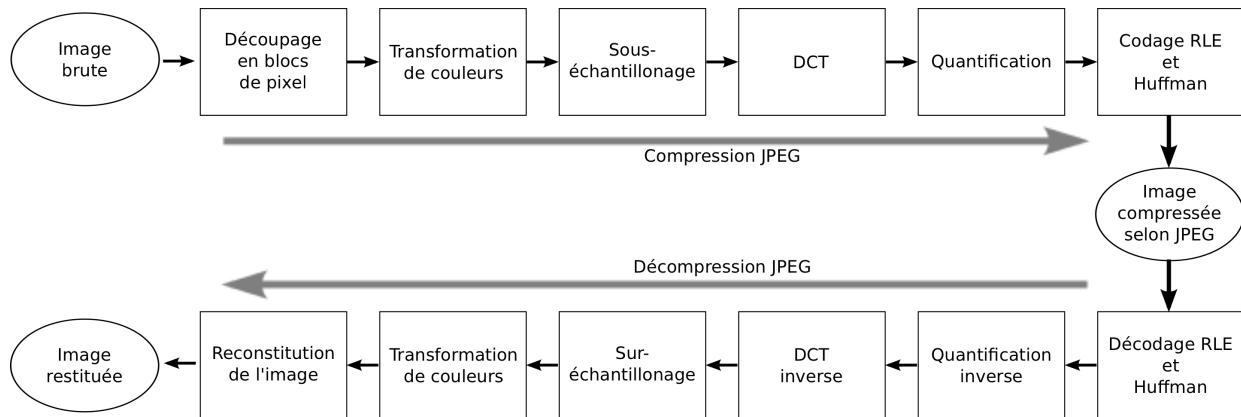 Image
brute
Découpage
en blocs
de pixel
Transformation
de couleurs
Sous-
échantillonage
DCT
Quantification
Codage RLE
et
Huffman
Compression JPEG
Image
compressée
selon JPEG
Décompression JPEG
Image
restituée
Reconstitution
de l'image
Transformation
de couleurs
Sur-
échantillonage
DCT
inverse
Quantification
inverse
Décodage RLE
et
Huffman